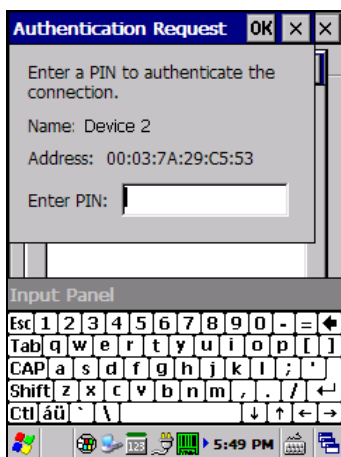 Authentication Request OK × ×
Enter a PIN to authenticate the
connection.
Name: Device 2
Address: 00:03:7A:29:C5:53
Enter PIN:
Input Panel
Esc 1 2 3 4 5 6 7 8 9 0 - =
Tab q w e r t y u i o p [ ]
CAP a s d f g h j k l ; '
Shift z x c v b n m , . /
Ctl áü ` \
123 5:49 PM